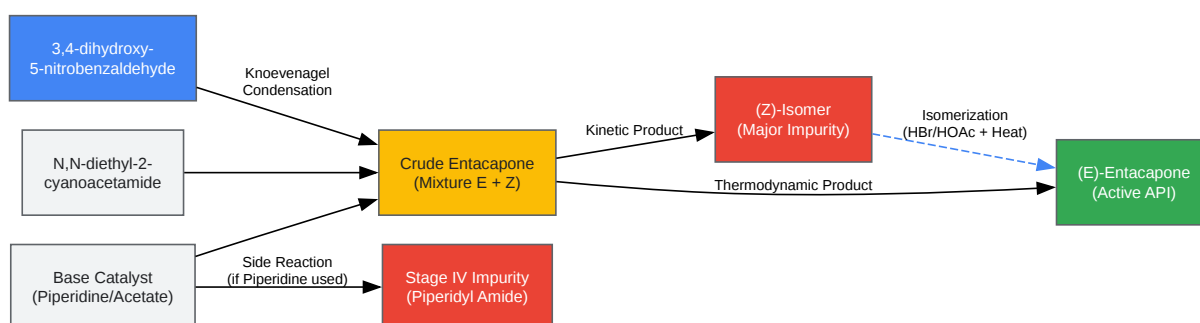 3,4-dihydroxy-
5-nitrobenzaldehyde
Knoevenagel
Condensation
N,N-diethyl-2-
cyanoacetamide
Base Catalyst
(Piperidine/Acetate)
Side Reaction
(if Piperidine used)
Crude Entacapone
(Mixture E + Z)
Stage IV Impurity
(Piperidyl Amide)
Kinetic Product
Thermodynamic Product
(Z)-Isomer
(Major Impurity)
Isomerization
(HBr/HOAc + Heat)
(E)-Entacapone
(Active API)